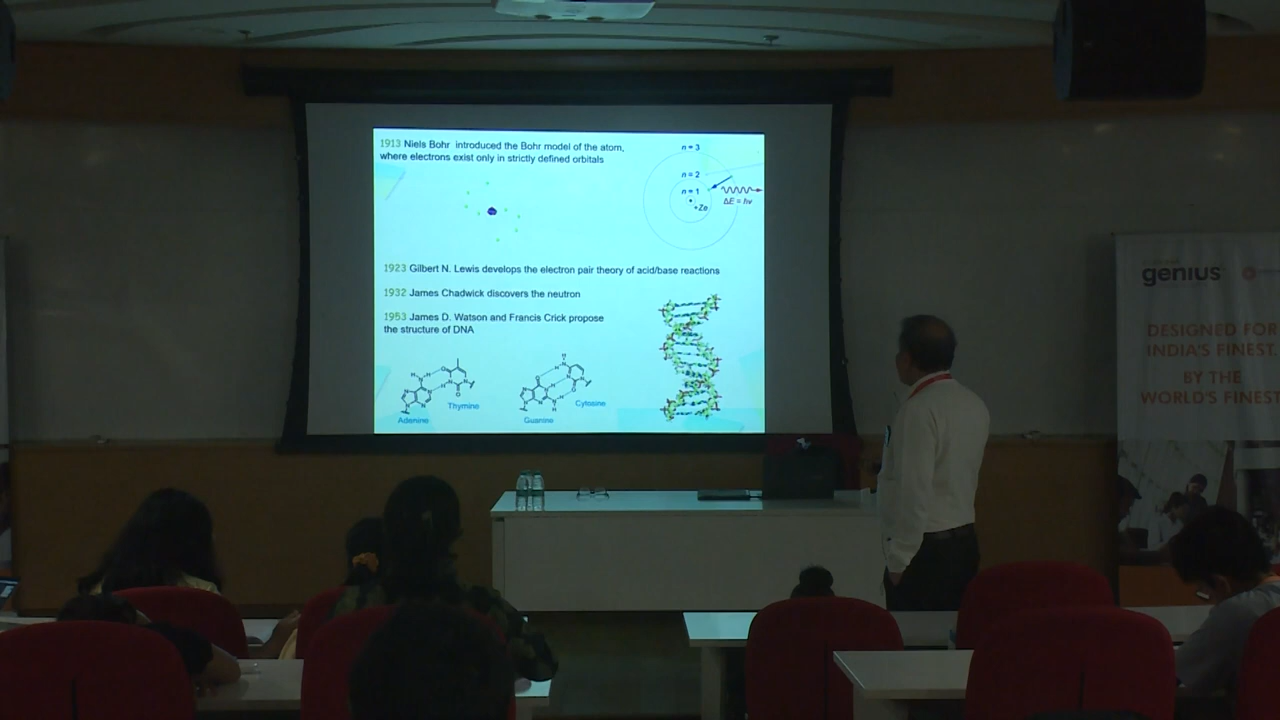 1913 Niels Bohr introduced the Bohr model of the atom,
where electrons exist only in strictly defined orbitals
n = 3
n = 2
n = 1
+Ze
ΔE = hν
1923 Gilbert N. Lewis develops the electron pair theory of acid/base reactions
1932 James Chadwick discovers the neutron
1953 James D. Watson and Francis Crick propose
the structure of DNA
Thymine
Adenine
Cytosine
Guanine
genius
DESIGNED FOR
INDIA'S FINEST.
BY THE
WORLD'S FINEST